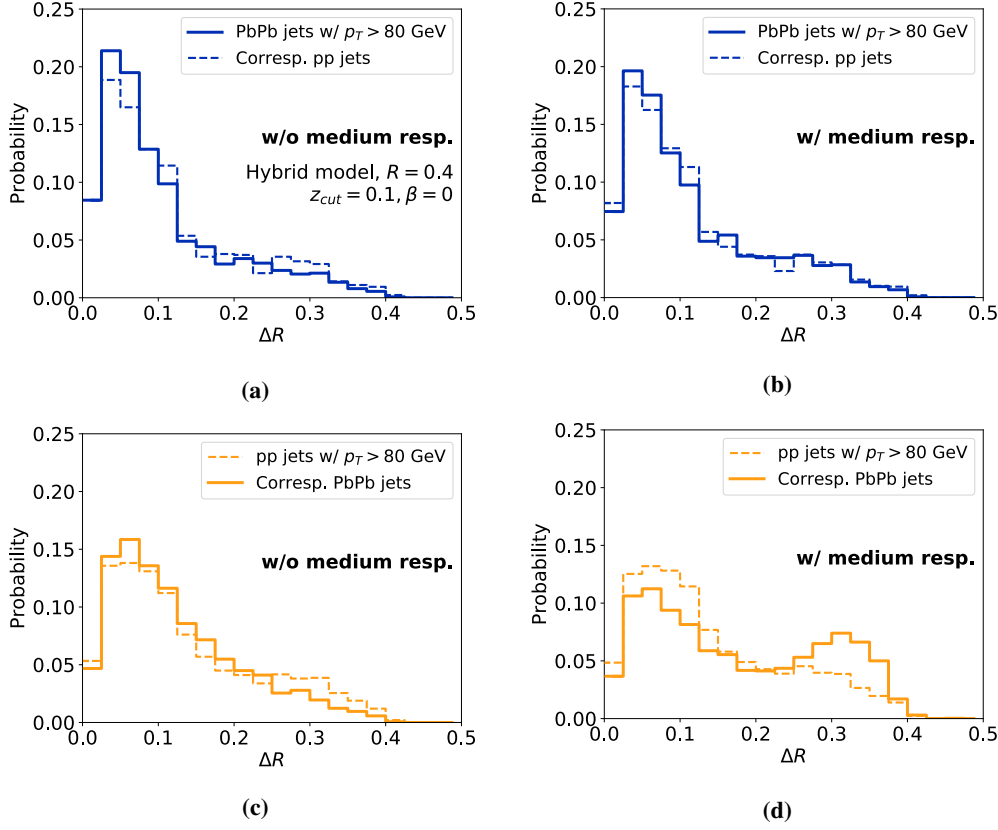 0.25
0.20
0.15
0.10
0.05
0.00
Probability
PbPb jets w/ $p_T > 80$ GeV
Corresp. pp jets
w/o medium resp.
Hybrid model, $R = 0.4$
$z_{cut} = 0.1, \beta = 0$
0.0 0.1 0.2 0.3 0.4 0.5
ΔR
(a)
0.25
0.20
0.15
0.10
0.05
0.00
Probability
PbPb jets w/ $p_T > 80$ GeV
Corresp. pp jets
w/ medium resp.
0.0 0.1 0.2 0.3 0.4 0.5
ΔR
(b)
0.25
0.20
0.15
0.10
0.05
0.00
Probability
pp jets w/ $p_T > 80$ GeV
Corresp. PbPb jets
w/o medium resp.
0.0 0.1 0.2 0.3 0.4 0.5
ΔR
(c)
0.25
0.20
0.15
0.10
0.05
0.00
Probability
pp jets w/ $p_T > 80$ GeV
Corresp. PbPb jets
w/ medium resp.
0.0 0.1 0.2 0.3 0.4 0.5
ΔR
(d)